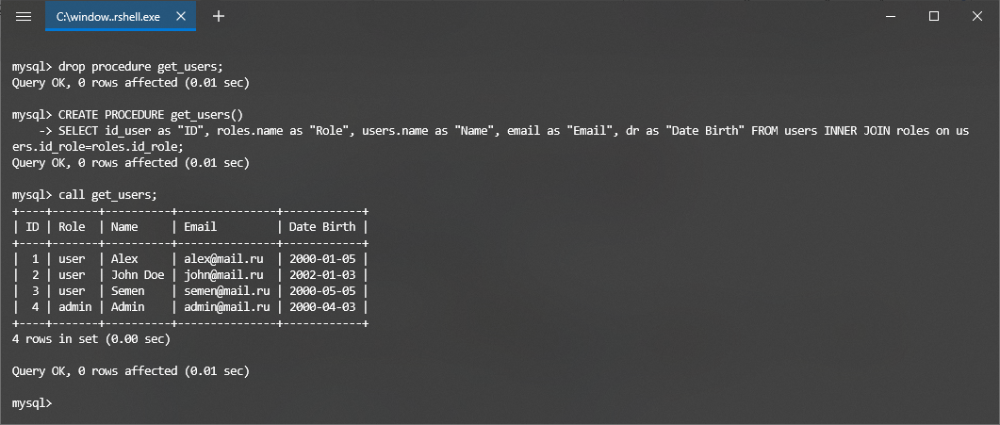 C:\window..rshell.exe
mysql> drop procedure get_users;
Query OK, 0 rows affected (0.01 sec)
mysql> CREATE PROCEDURE get_users()
    -> SELECT id_user as "ID", roles.name as "Role", users.name as "Name", email as "Email", dr as "Date Birth" FROM users INNER JOIN roles on us
ers.id_role=roles.id_role;
Query OK, 0 rows affected (0.01 sec)
mysql> call get_users;
+----+-------+----------+---------------+------------+
| ID | Role  | Name     | Email         | Date Birth |
+----+-------+----------+---------------+------------+
|  1 | user  | Alex     | alex@mail.ru  | 2000-01-05 |
|  2 | user  | John Doe | john@mail.ru  | 2002-01-03 |
|  3 | user  | Semen    | semen@mail.ru | 2000-05-05 |
|  4 | admin | Admin    | admin@mail.ru | 2000-04-03 |
+----+-------+----------+---------------+------------+
4 rows in set (0.00 sec)
Query OK, 0 rows affected (0.01 sec)
mysql>